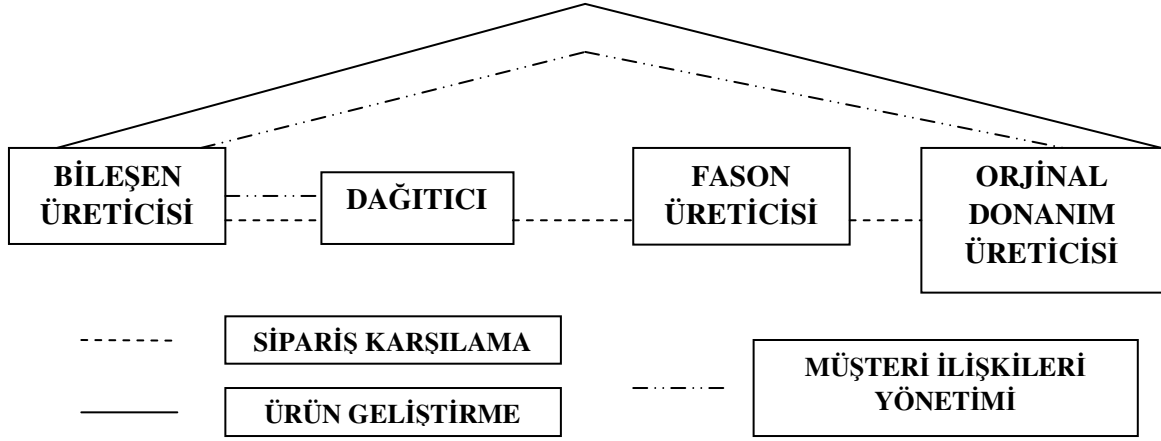 BİLEŞEN
ÜRETİCİSİ
DAĞITICI
FASON
ÜRETİCİSİ
ORJİNAL
DONANIM
ÜRETİCİSİ
SİPARİŞ KARŞILAMA
ÜRÜN GELİŞTİRME
MÜŞTERİ İLİŞKİLERİ
YÖNETİMİ